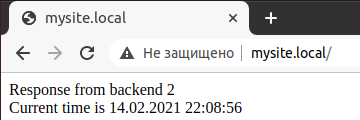 mysite.local
Не защищено mysite.local/
Response from backend 2
Current time is 14.02.2021 22:08:56